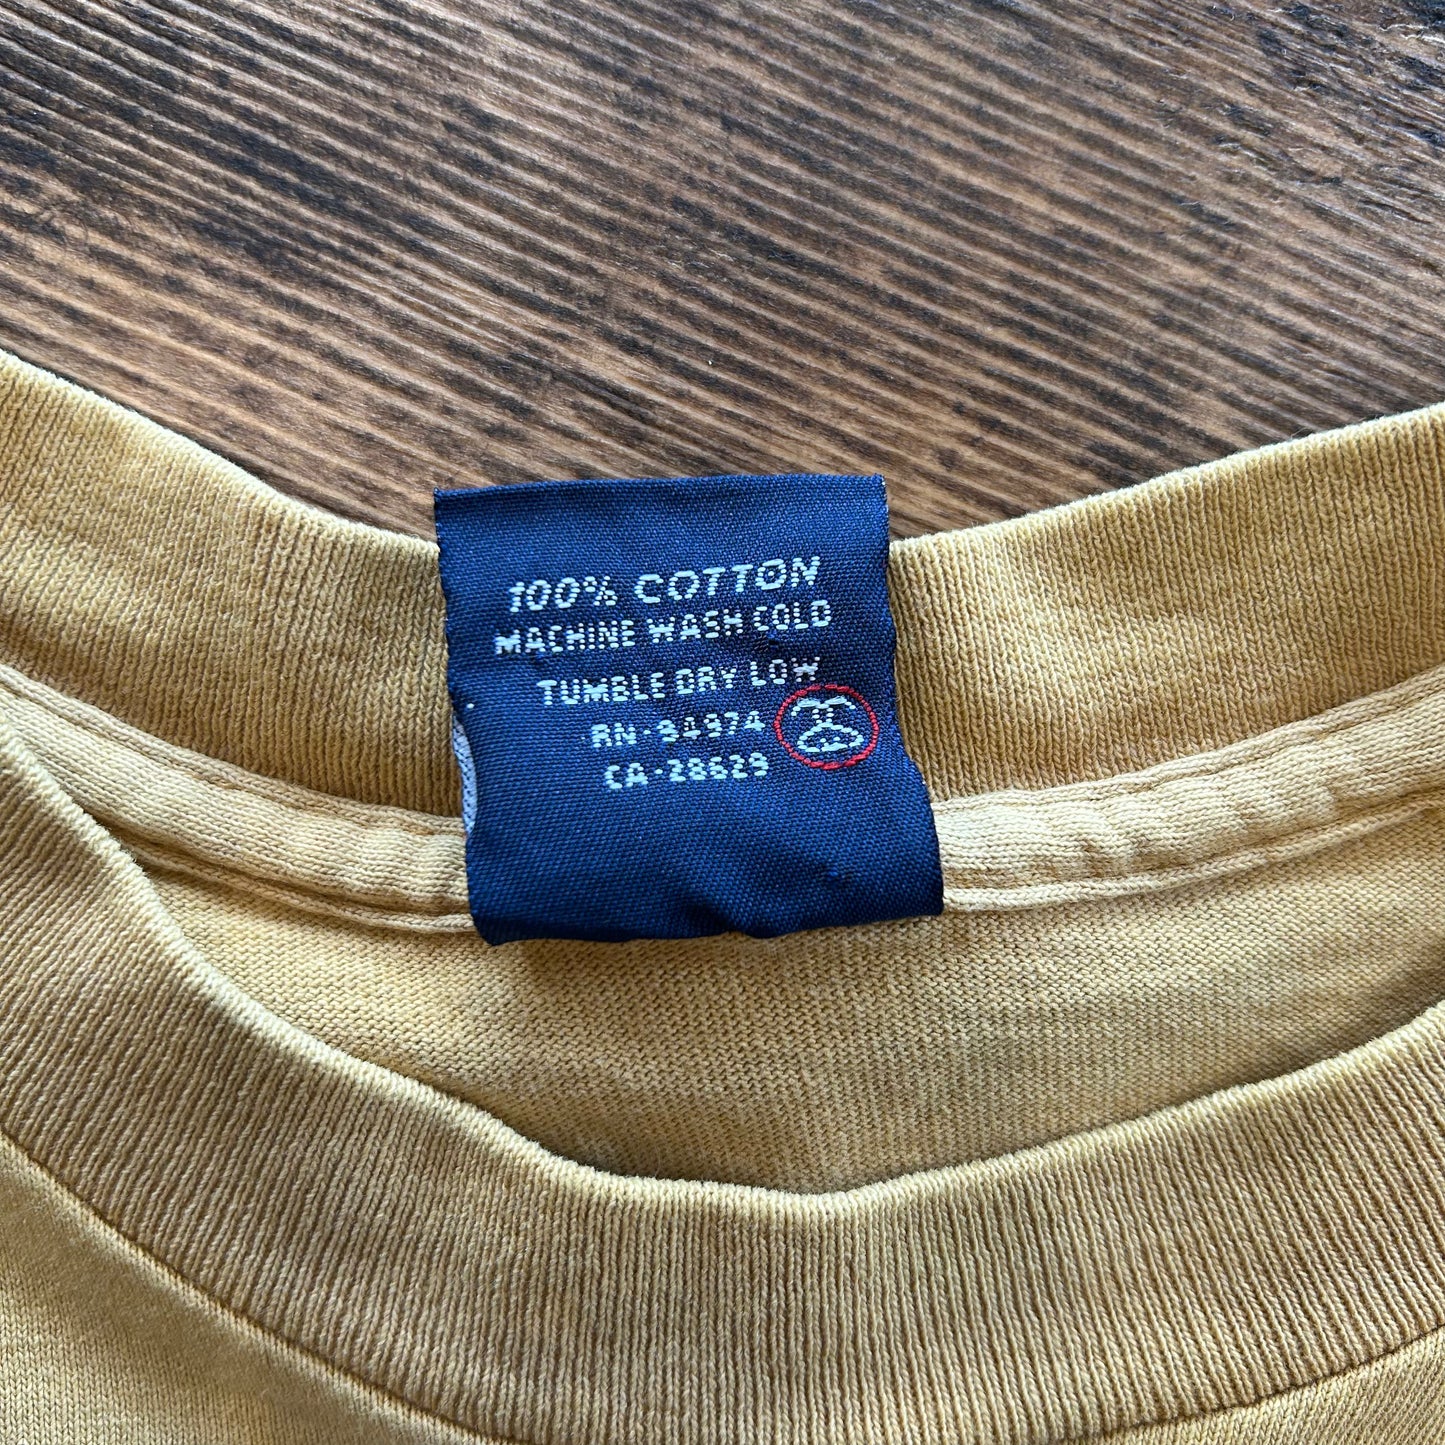 100% COTTON
MACHINE WASH COLD
TUMBLE DRY LOW
RN-94974
CA-28629